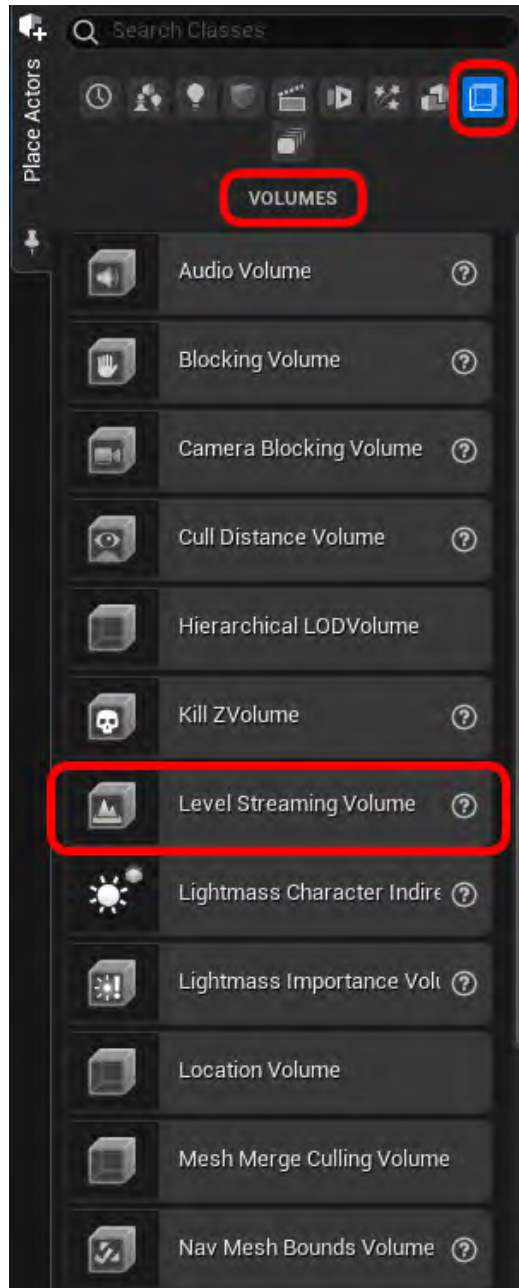 Search Classes
Place Actors
VOLUMES
Audio Volume
Blocking Volume
Camera Blocking Volume
Cull Distance Volume
Hierarchical LODVolume
Kill ZVolume
Level Streaming Volume
Lightmass Character Indire
Lightmass Importance Volu
Location Volume
Mesh Merge Culling Volume
Nav Mesh Bounds Volume